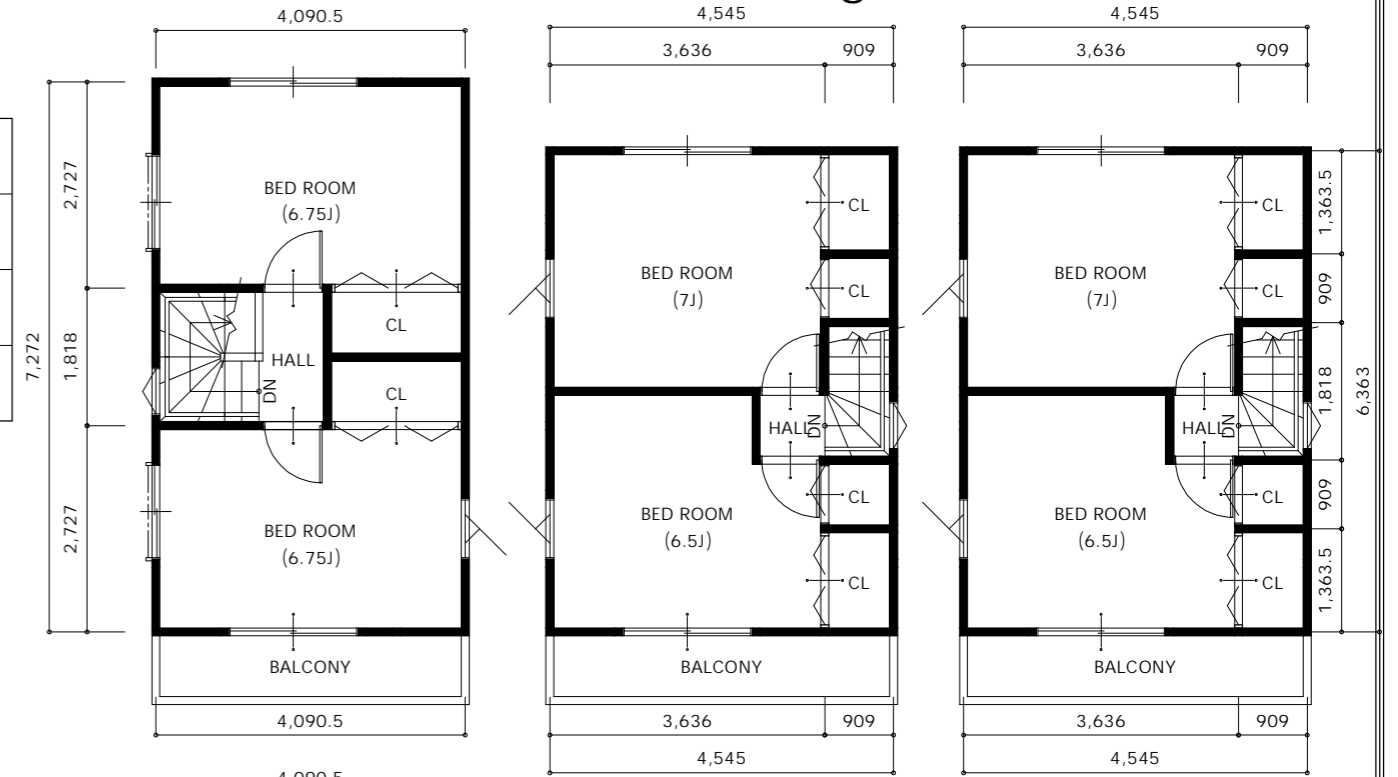 4,090.5
4,545
4,545
3,636
909
3,636
909
2,727
1,818
2,727
7,272
BED ROOM
(6.75J)
CL
HALL
DN
CL
BED ROOM
(6.75J)
BALCONY
4,090.5
BED ROOM
(7J)
CL
CL
HALL
DN
BED ROOM
(6.5J)
CL
CL
BALCONY
3,636
909
4,545
BED ROOM
(7J)
CL
CL
HALL
DN
BED ROOM
(6.5J)
CL
CL
BALCONY
3,636
909
4,545
1,363.5
909
1,818
909
1,363.5
6,363
4,090.5